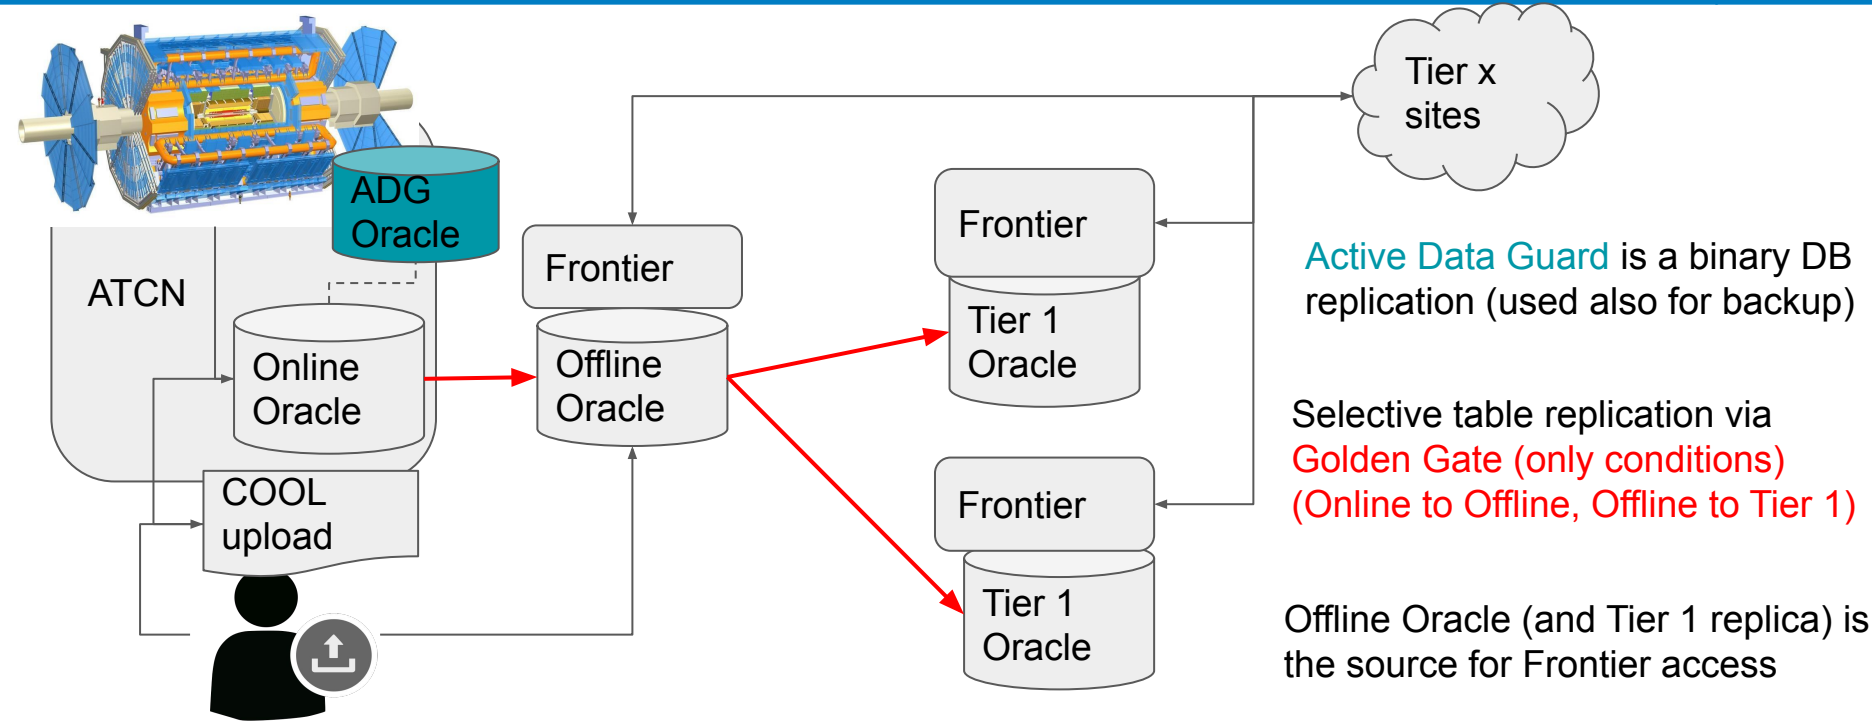 Tier x
sites
ADG
Oracle
ATCN
Online
Oracle
COOL
upload
Frontier
Offline
Oracle
Frontier
Tier 1
Oracle
Frontier
Tier 1
Oracle
Active Data Guard is a binary DB
replication (used also for backup)
Selective table replication via
Golden Gate (only conditions)
(Online to Offline, Offline to Tier 1)
Offline Oracle (and Tier 1 replica) is
the source for Frontier access